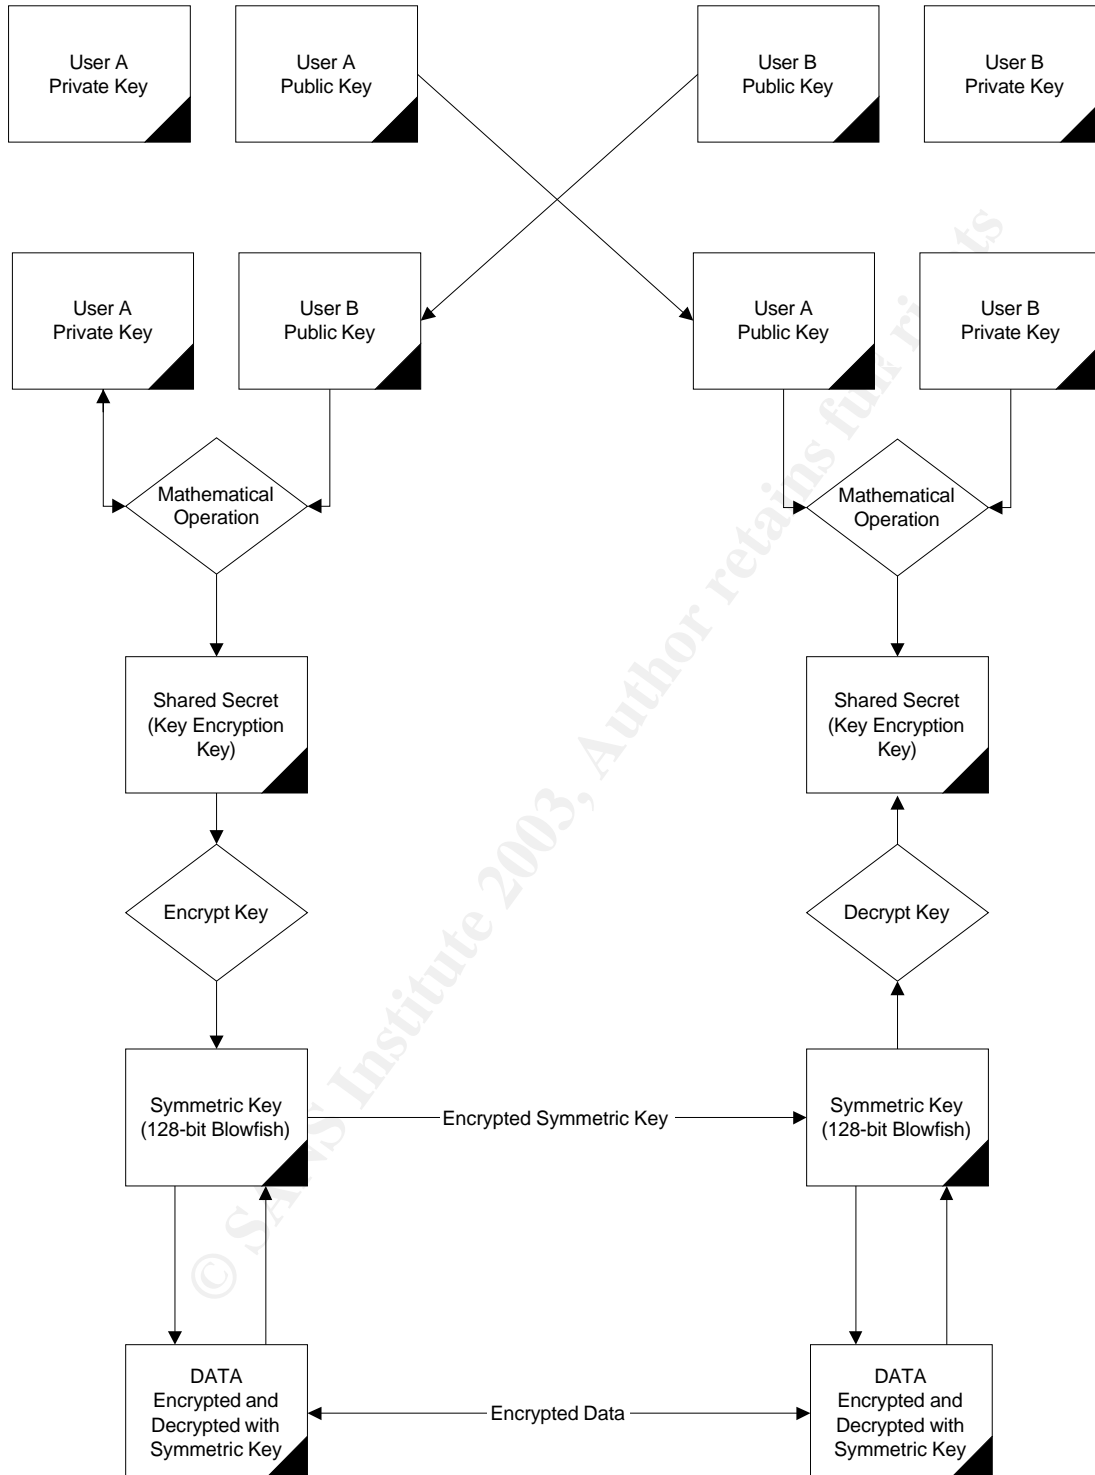 User A
Private Key
User A
Public Key
User B
Public Key
User B
Private Key
User A
Private Key
User B
Public Key
User A
Public Key
User B
Private Key
Mathematical
Operation
Mathematical
Operation
Shared Secret
(Key Encryption
Key)
Shared Secret
(Key Encryption
Key)
Encrypt Key
Decrypt Key
Symmetric Key
(128-bit Blowfish)
Encrypted Symmetric Key
Symmetric Key
(128-bit Blowfish)
DATA
Encrypted and
Decrypted with
Symmetric Key
Encrypted Data
DATA
Encrypted and
Decrypted with
Symmetric Key
© SANS Institute 2003, Author retains full rights